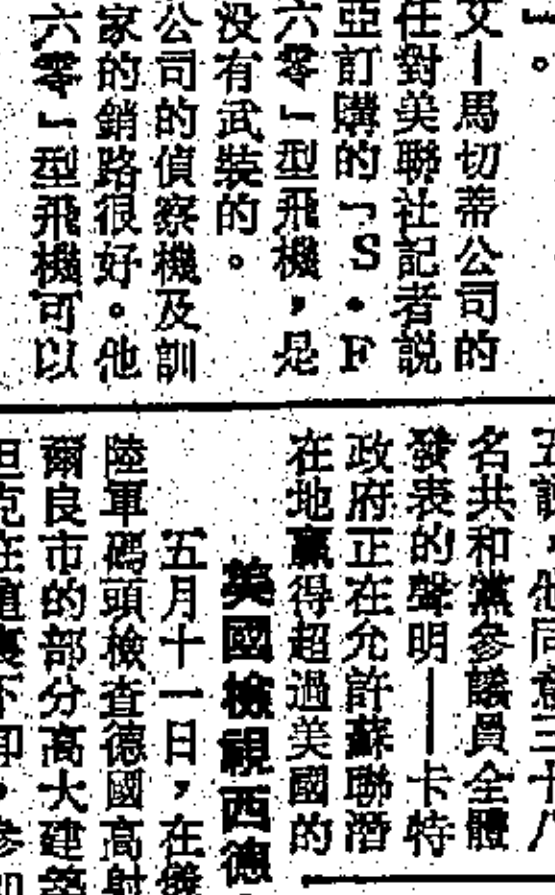 」。
文—馬切蒂公司的
任對美聯社記者説
亞訂購的「S·F
六零」型飛機，是
没有武裝的。
公司的偵察機及訓
家的銷路很好。他
六零」型飛機可以
名共和黨參議員全體
發表的聲明——卡特
政府正在允許蘇聯潛
在地贏得超過美國的
美國檢視西德
五月十一日，在
陸軍碼頭檢查德國高射
爾良市的部分高大建築